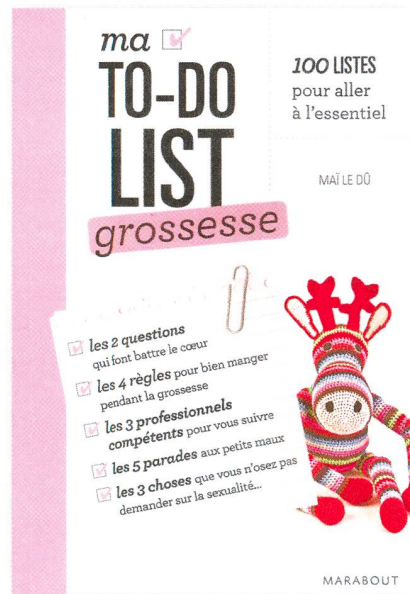 ma
TO-DO
LIST
grossesse
100 LISTES
pour aller
à l'essentiel
MAÏ LE DÛ
les 2 questions
qui font battre le cœur
les 4 règles pour bien manger
pendant la grossesse
les 3 professionnels
compétents pour vous suivre
les 5 parades aux petits maux
les 3 choses que vous n'osez pas
demander sur la sexualité...
MARABOUT